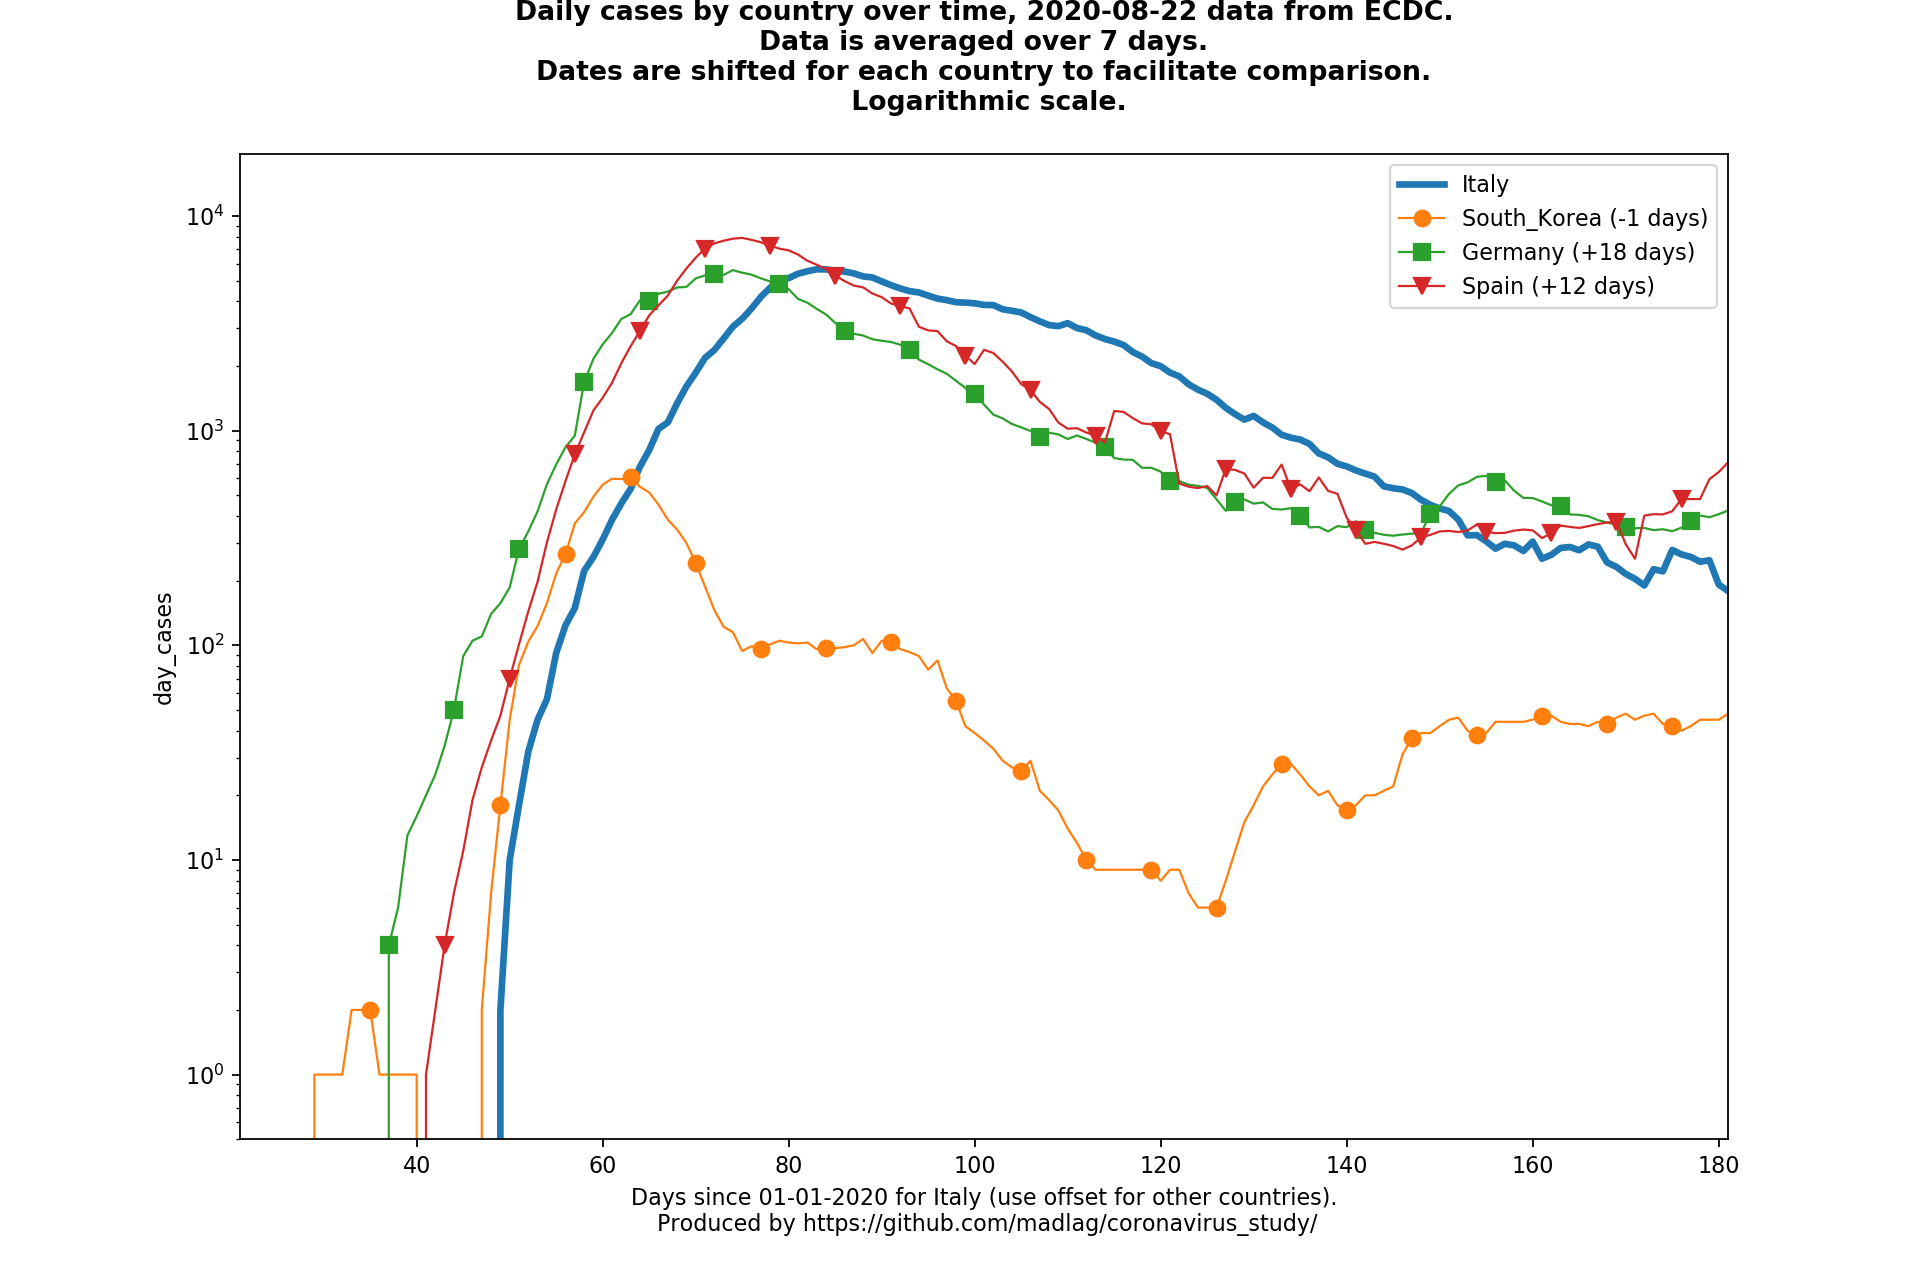 Daily cases by country over time, 2020-08-22 data from ECDC.
Data is averaged over 7 days.
Dates are shifted for each country to facilitate comparison.
Logarithmic scale.
Italy
South_Korea (-1 days)
Germany (+18 days)
Spain (+12 days)
10⁴
10³
10²
10¹
10⁰
day_cases
40 60 80 100 120 140 160 180
Days since 01-01-2020 for Italy (use offset for other countries).
Produced by https://github.com/madlag/coronavirus_study/